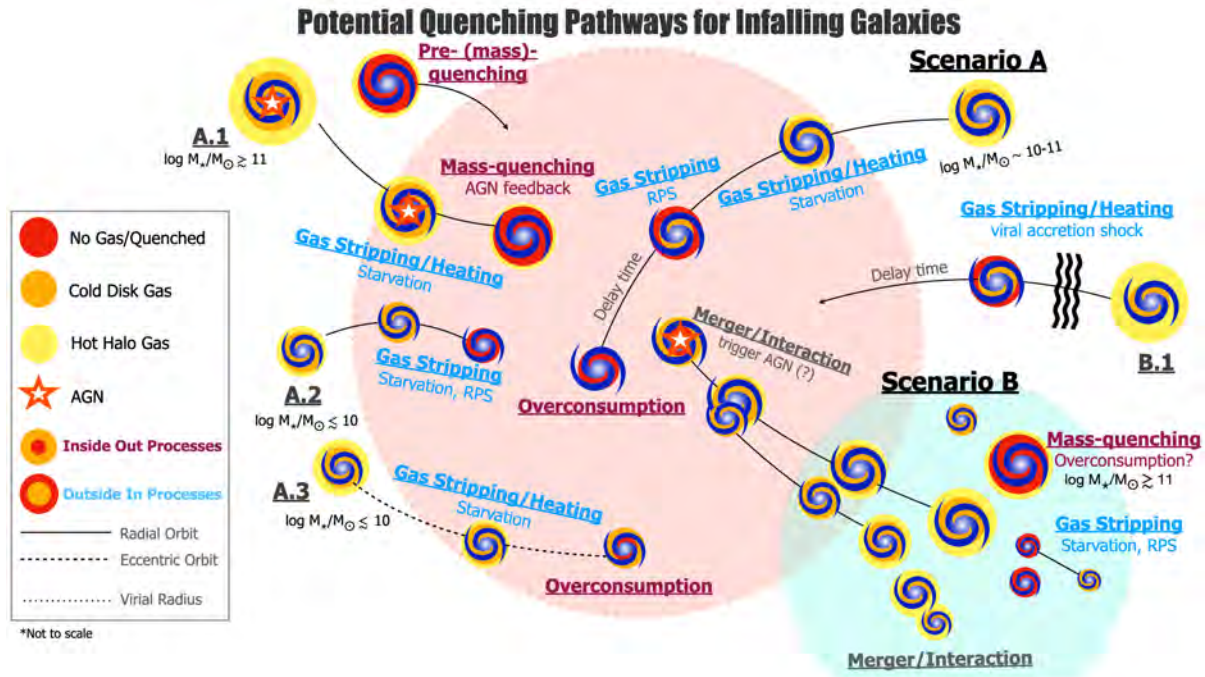 Potential Quenching Pathways for Infalling Galaxies
Pre- (mass)-
quenching
Scenario A
A.1
log M⋆/M☉ ≳ 11
log M⋆/M☉ ~ 10-11
Mass-quenching
AGN feedback
Gas Stripping
RPS
Gas Stripping/Heating
Starvation
Gas Stripping/Heating
Starvation
Gas Stripping/Heating
viral accretion shock
Delay time
Delay time
B.1
No Gas/Quenched
Cold Disk Gas
Hot Halo Gas
AGN
Inside Out Processes
Outside In Processes
Radial Orbit
Eccentric Orbit
Virial Radius
*Not to scale
A.2
log M⋆/M☉ ≲ 10
Gas Stripping
Starvation, RPS
Overconsumption
Merger/Interaction
trigger AGN (?)
A.3
log M⋆/M☉ ≲ 10
Gas Stripping/Heating
Starvation
Overconsumption
Scenario B
Mass-quenching
Overconsumption?
log M⋆/M☉ ≳ 11
Gas Stripping
Starvation, RPS
Merger/Interaction